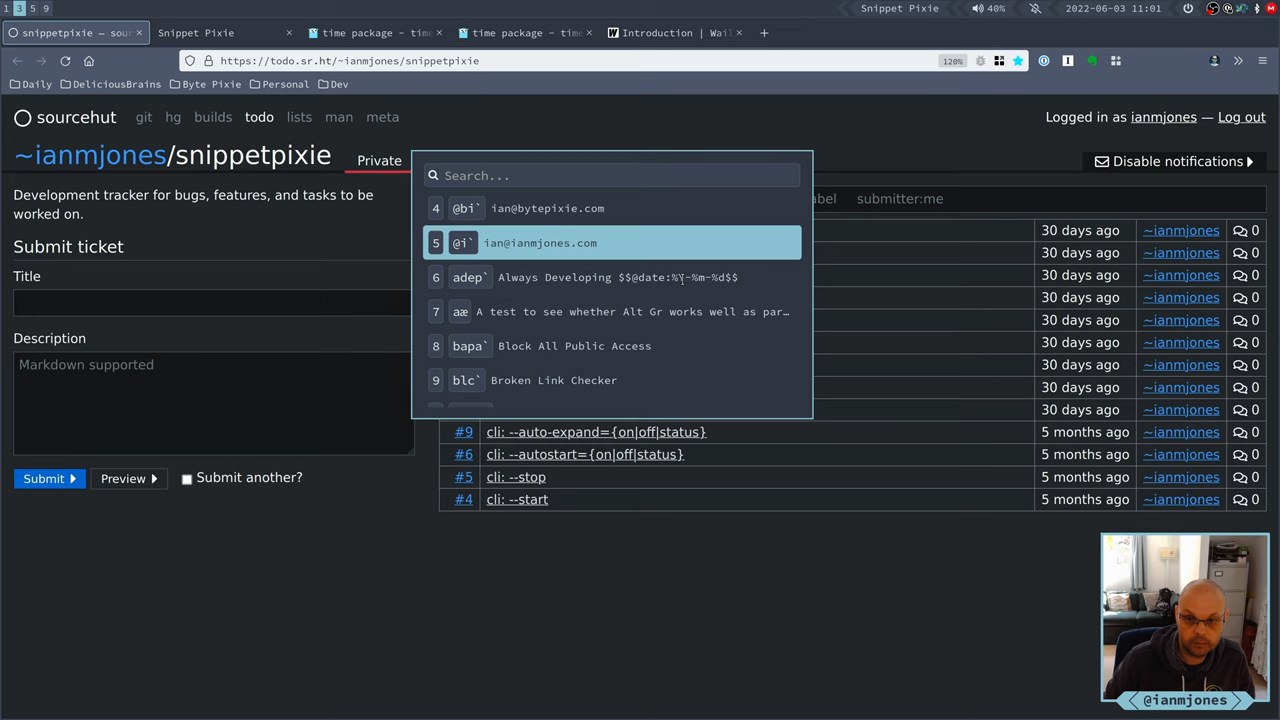 1 3 5 9
Snippet Pixie
40%
2022-06-03 11:01
snippetpixie — sour
Snippet Pixie
time package - time
time package - time
Introduction | Wail
https://todo.sr.ht/~ianmjones/snippetpixie
120%
Daily
DeliciousBrains
Byte Pixie
Personal
Dev
sourcehut git hg builds todo lists man meta
Logged in as ianmjones — Log out
~ianmjones/snippetpixie
Private
Disable notifications
Development tracker for bugs, features, and tasks to
be worked on.
Submit ticket
Title
Description
Markdown supported
Submit
Preview
Submit another?
Search...
4 @bi` ian@bytepixie.com
5 @i` ian@ianmjones.com
6 adep` Always Developing $$@date:%Y-%m-%d$$
7 aæ A test to see whether Alt Gr works well as par…
8 bapa` Block All Public Access
9 blc` Broken Link Checker
submitter:me
30 days ago ~ianmjones 0
30 days ago ~ianmjones 0
30 days ago ~ianmjones 0
30 days ago ~ianmjones 0
30 days ago ~ianmjones 0
30 days ago ~ianmjones 0
30 days ago ~ianmjones 0
30 days ago ~ianmjones 0
30 days ago ~ianmjones 0
#9 cli: --auto-expand={on|off|status} 5 months ago ~ianmjones 0
#6 cli: --autostart={on|off|status} 5 months ago ~ianmjones 0
#5 cli: --stop 5 months ago ~ianmjones 0
#4 cli: --start 5 months ago ~ianmjones 0
@ianmjones